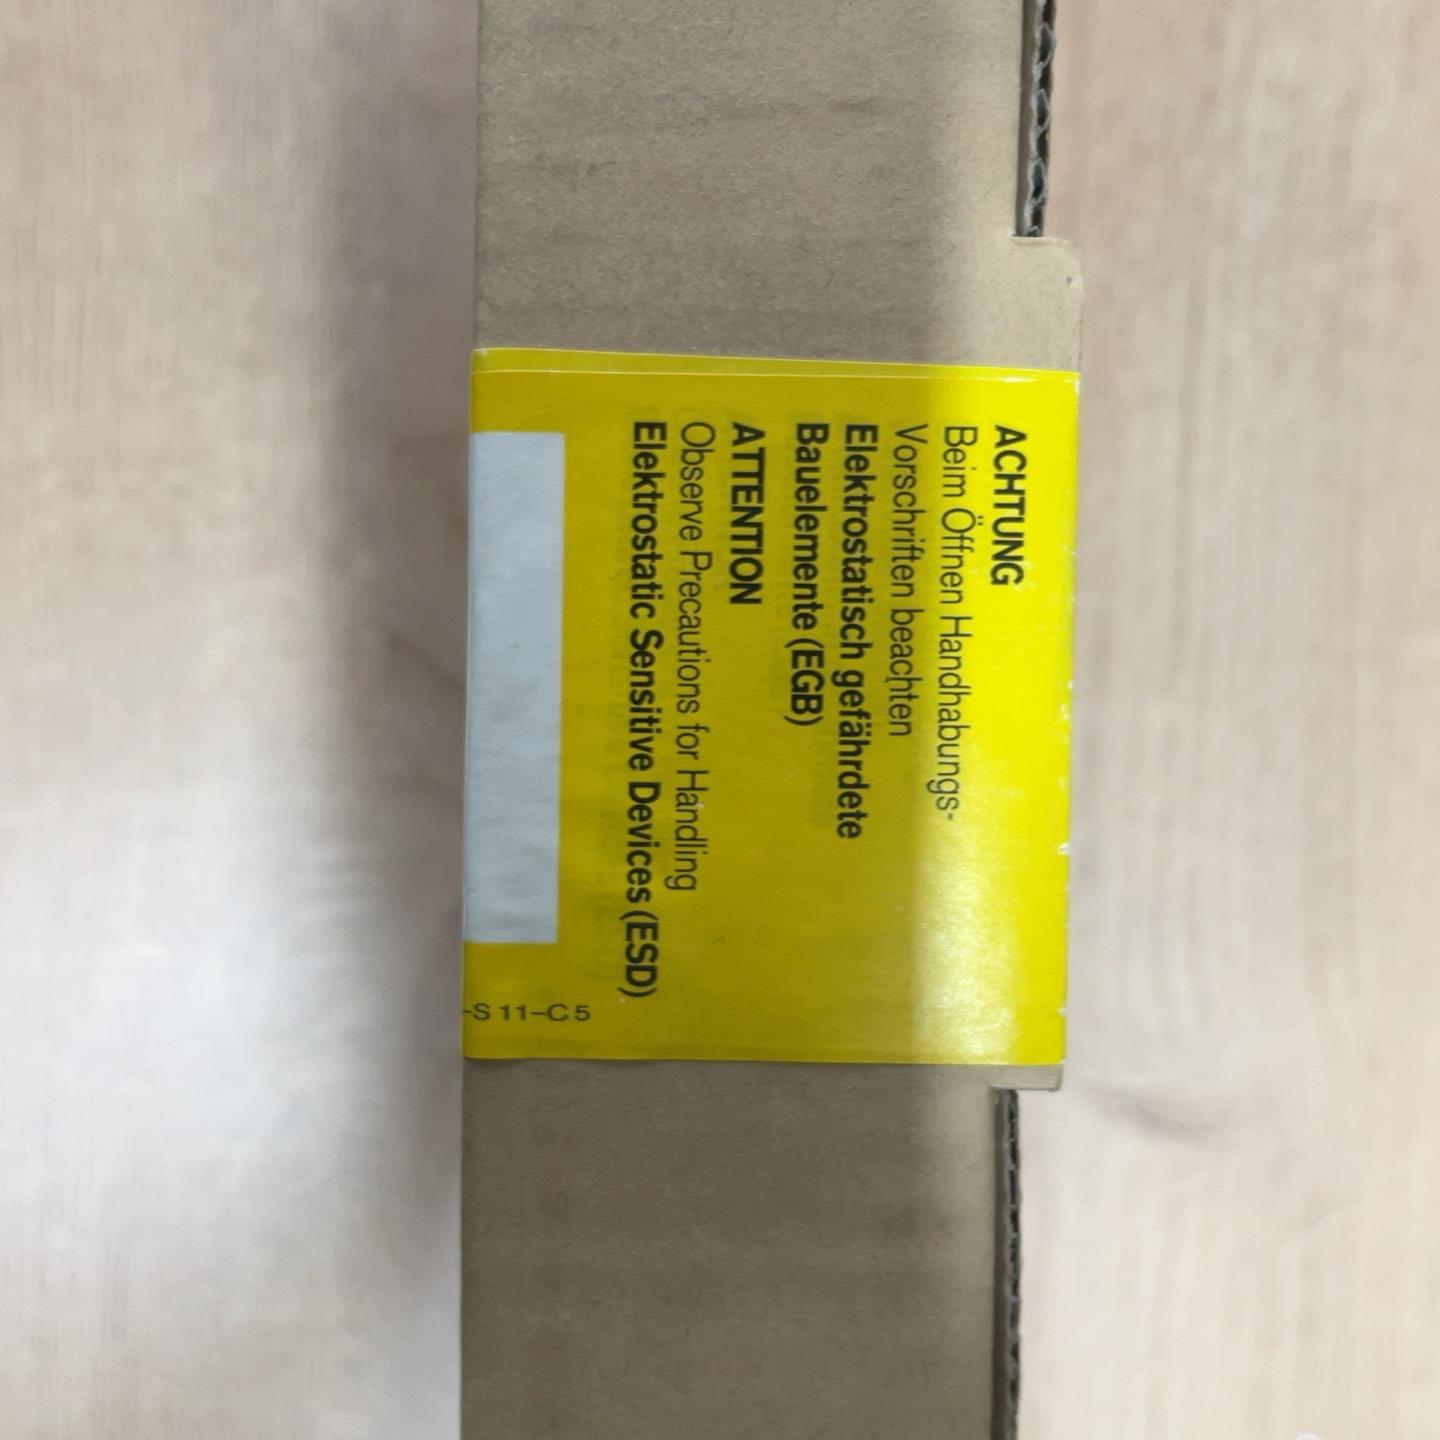 ACHTUNG
Beim Öffnen Handhabungs-
Vorschriften beachten
Elektrostatisch gefährdete
Bauelemente (EGB)
ATTENTION
Observe Precautions for Handling
Elektrostatic Sensitive Devices (ESD)
-S 11-C 5